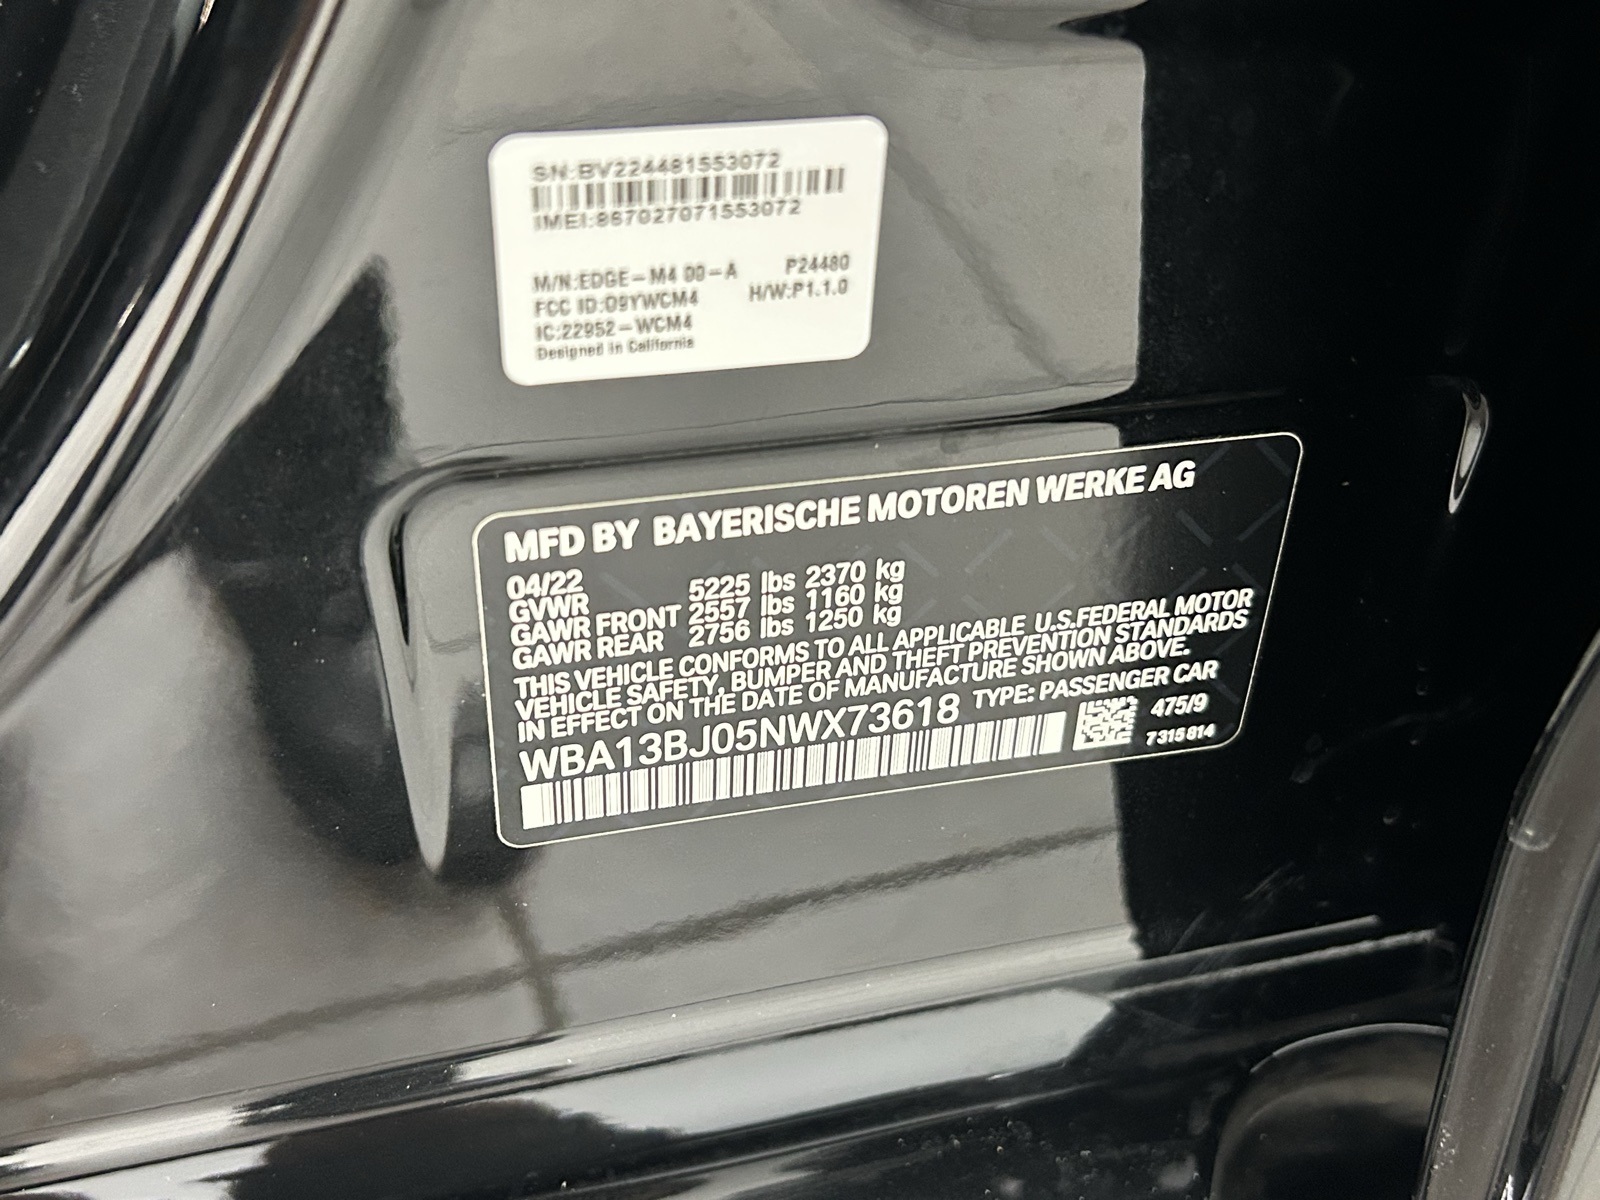 SN:BV224481553072
IMEI:867027071553072
M/N:EDGE-M4 00-A P24480
FCC ID:O9YWCM4 H/W:P1.1.0
IC:22952-WCM4
Designed in California
MFD BY BAYERISCHE MOTOREN WERKE AG
04/22
GVWR 5225 lbs 2370 kg
GAWR FRONT 2557 lbs 1160 kg
GAWR REAR 2756 lbs 1250 kg
THIS VEHICLE CONFORMS TO ALL APPLICABLE U.S.FEDERAL MOTOR
VEHICLE SAFETY, BUMPER AND THEFT PREVENTION STANDARDS
IN EFFECT ON THE DATE OF MANUFACTURE SHOWN ABOVE.
WBA13BJ05NWX73618 TYPE: PASSENGER CAR
475/9
7315814